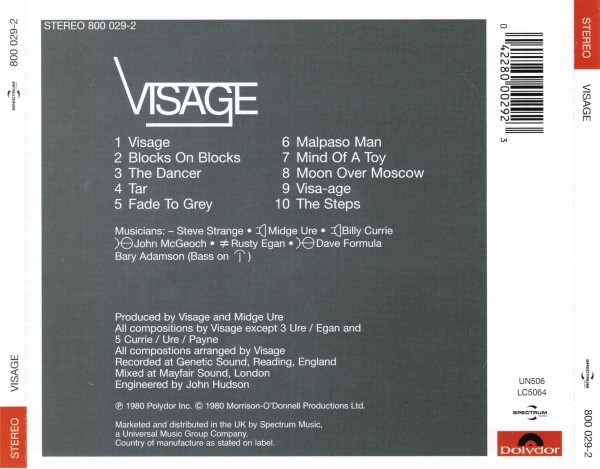 STEREO 800 029-2
VISAGE
1 Visage
2 Blocks On Blocks
3 The Dancer
4 Tar
5 Fade To Grey
6 Malpaso Man
7 Mind Of A Toy
8 Moon Over Moscow
9 Visa-age
10 The Steps
Musicians: – Steve Strange • Midge Ure • Billy Currie
John McGeoch • ≠ Rusty Egan • Dave Formula
Bary Adamson (Bass on )
Produced by Visage and Midge Ure
All compositions by Visage except 3 Ure / Egan and
5 Currie / Ure / Payne
All compostions arranged by Visage
Recorded at Genetic Sound, Reading, England
Mixed at Mayfair Sound, London
Engineered by John Hudson
℗ 1980 Polydor Inc. © 1980 Morrison-O'Donnell Productions Ltd.
Marketed and distributed in the UK by Spectrum Music,
a Universal Music Group Company.
Country of manufacture as stated on label.
0 42280 00292 3
UN506
LC5064
SPECTRUM
Polydor
STEREO
VISAGE
SPECTRUM
800 029-2
STEREO
VISAGE
SPECTRUM
800 029-2